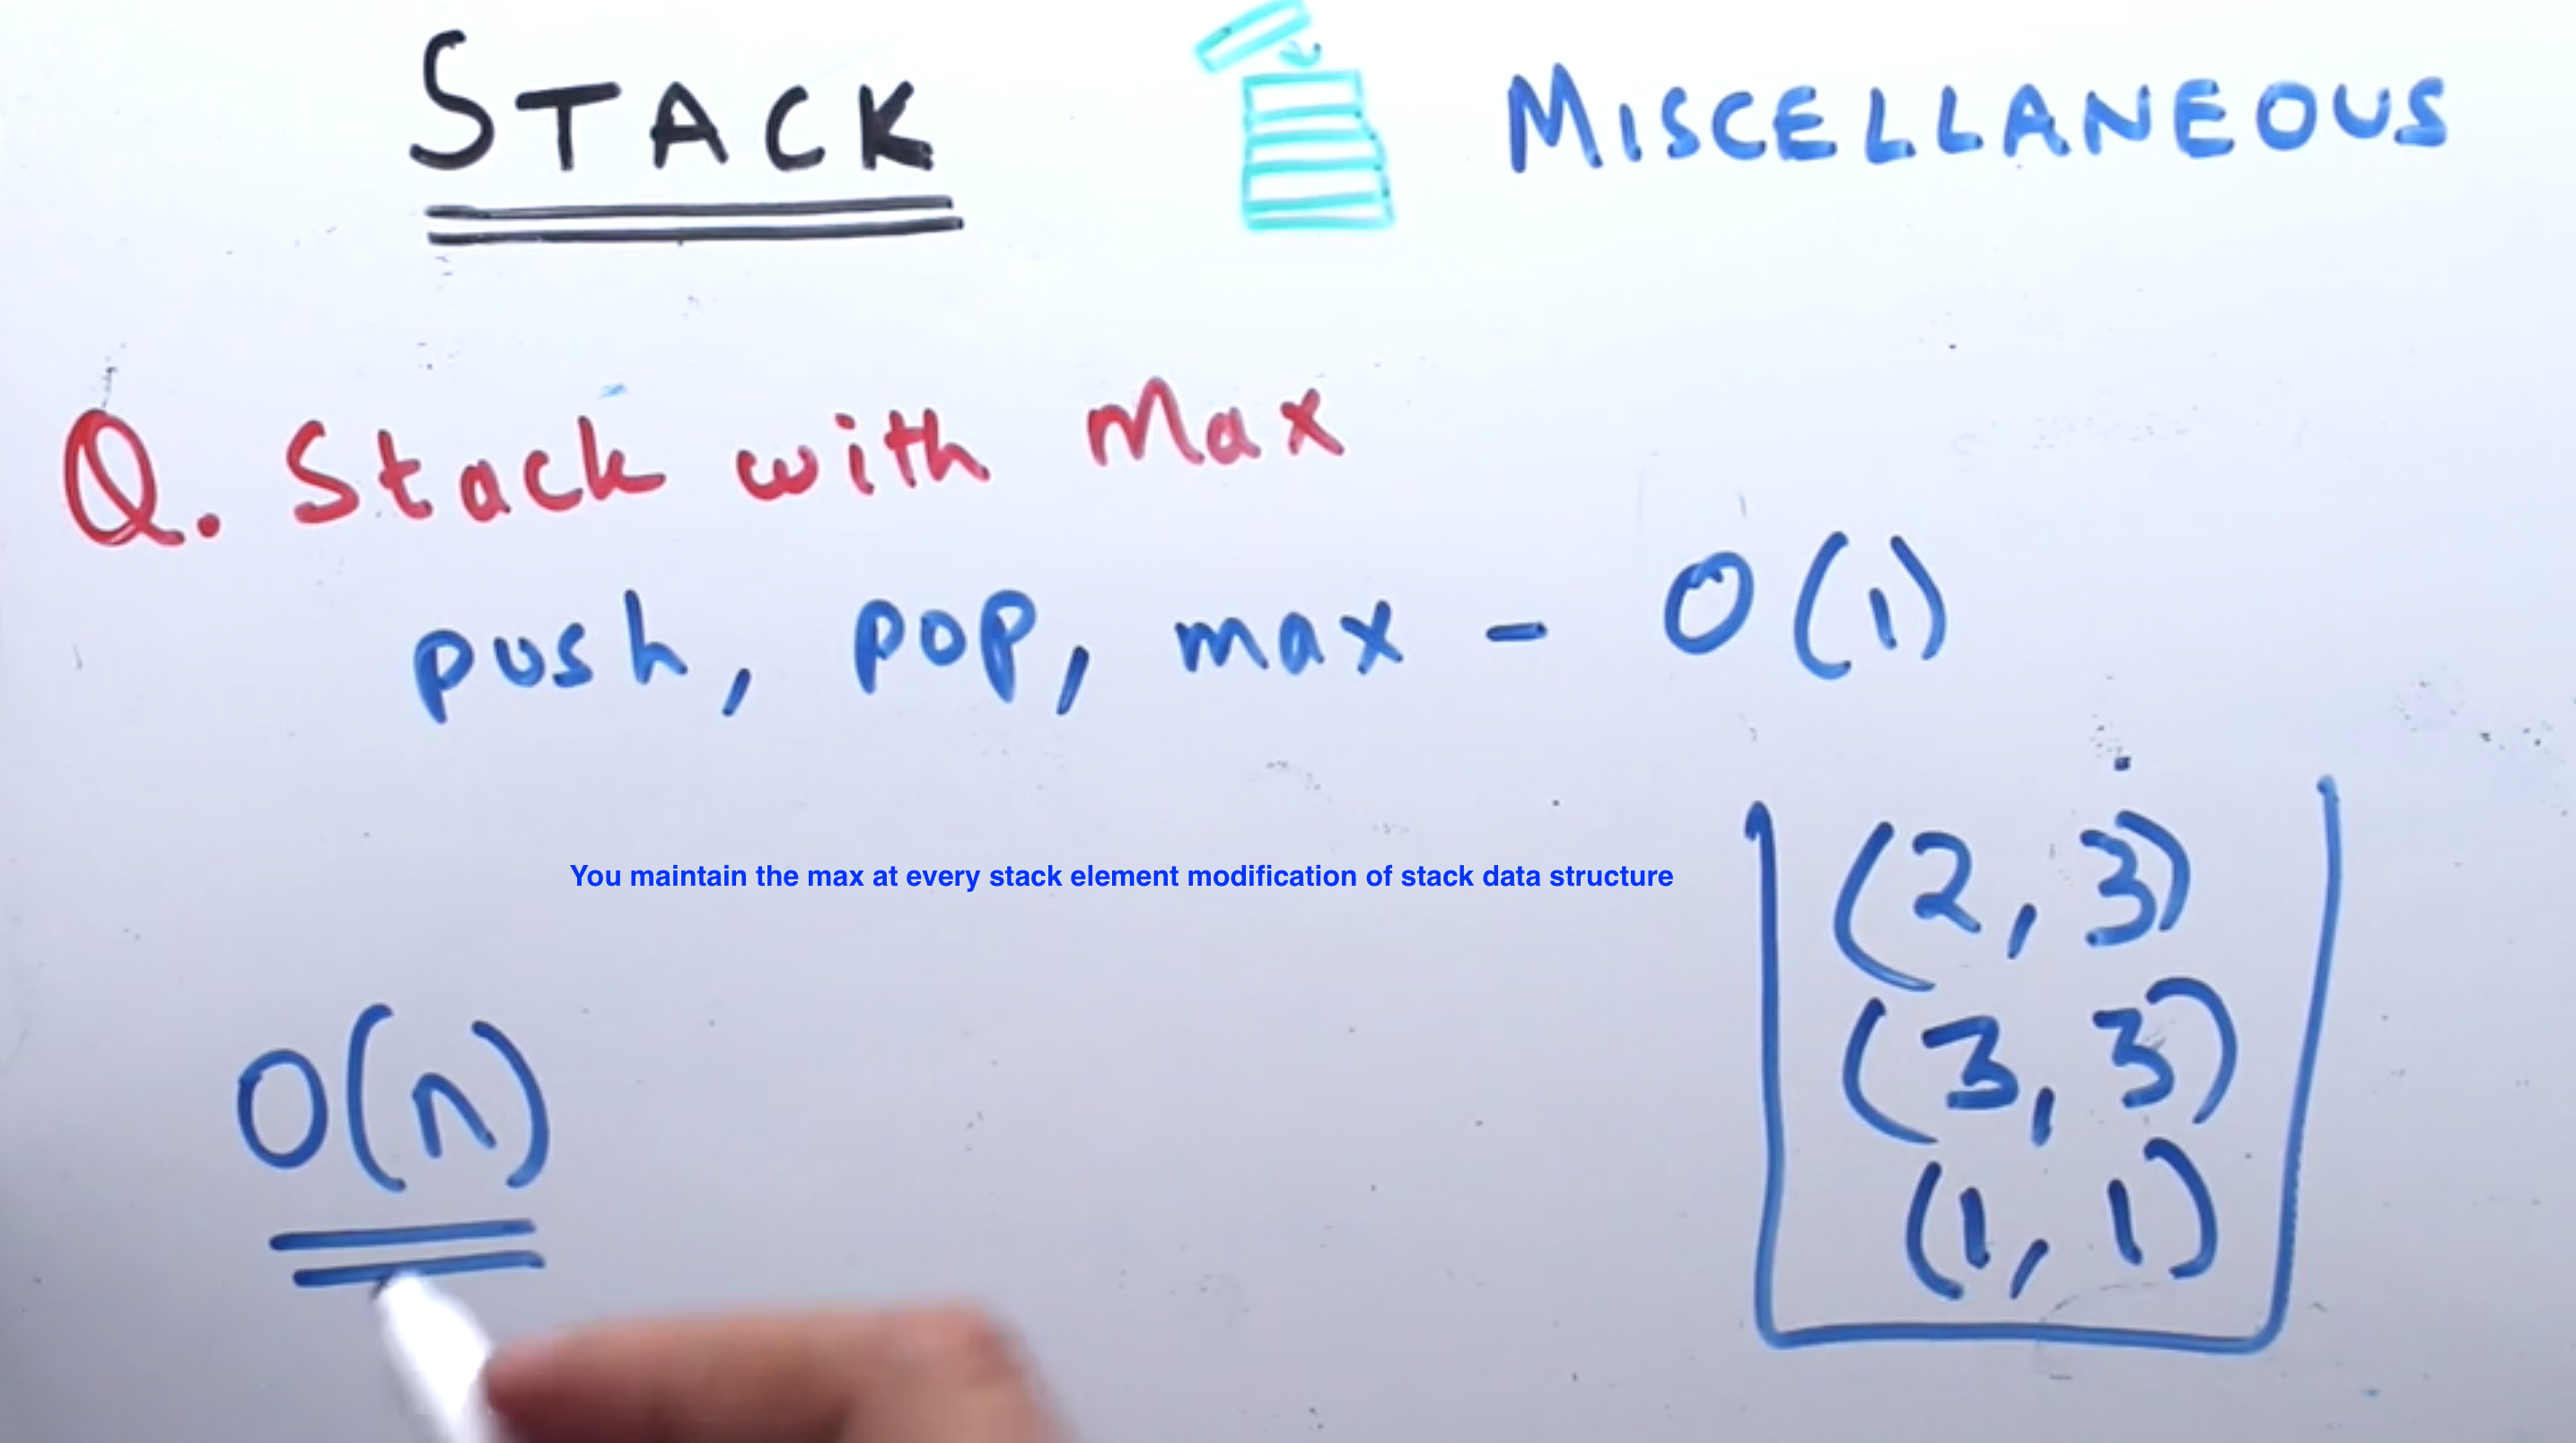 STACK MISCELLANEOUS
Q. Stack with Max
push, pop, max - O(1)
You maintain the max at every stack element modification of stack data structure
(2, 3)
(3, 3)
O(n)
(1, 1)